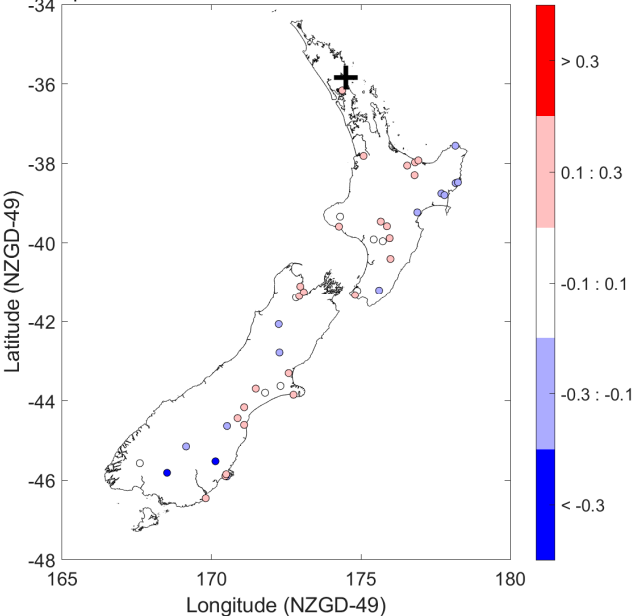 -34
-36
-38
-40
-42
-44
-46
-48
Latitude (NZGD-49)
165
170
175
180
Longitude (NZGD-49)
> 0.3
0.1 : 0.3
-0.1 : 0.1
-0.3 : -0.1
< -0.3